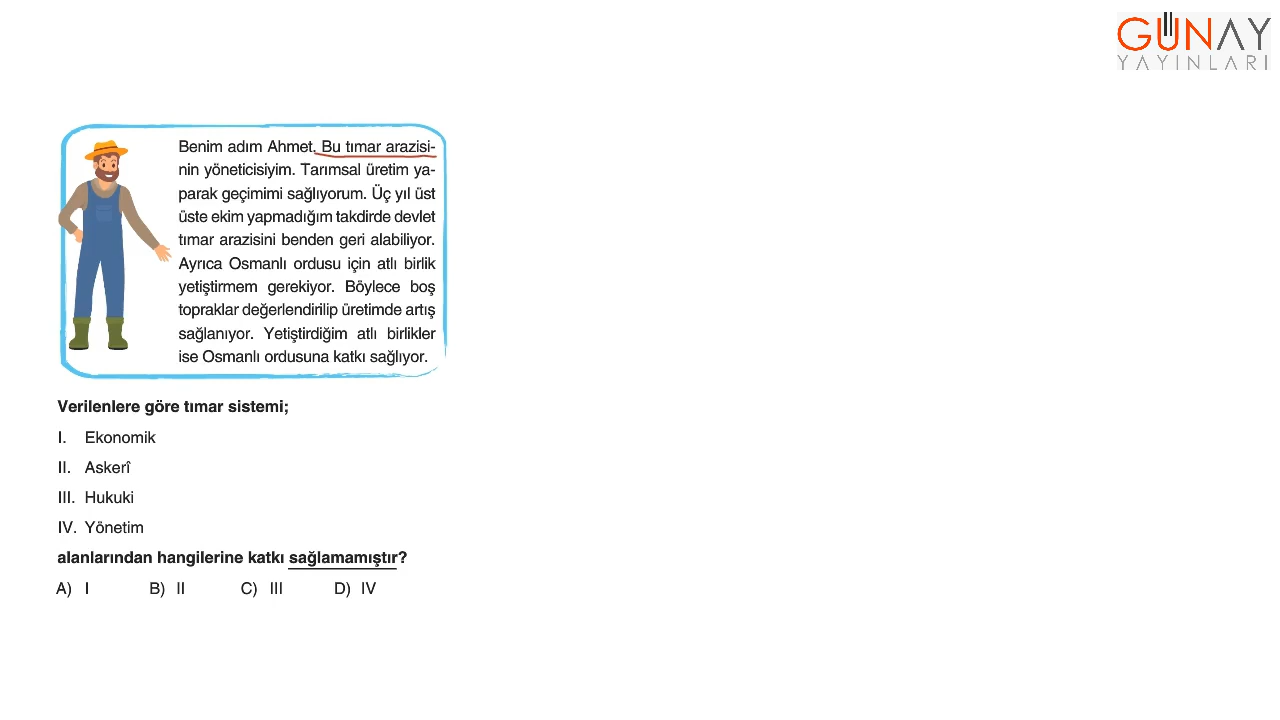 GÜNAY
YAYINLARI
Benim adım Ahmet. Bu tımar arazisi-
nin yöneticisiyim. Tarımsal üretim ya-
parak geçimimi sağlıyorum. Üç yıl üst
üste ekim yapmadığım takdirde devlet
tımar arazisini benden geri alabiliyor.
Ayrıca Osmanlı ordusu için atlı birlik
yetiştirmem gerekiyor. Böylece boş
topraklar değerlendirilip üretimde artış
sağlanıyor. Yetiştirdiğim atlı birlikler
ise Osmanlı ordusuna katkı sağlıyor.
Verilenlere göre tımar sistemi;
I. Ekonomik
II. Askerî
III. Hukuki
IV. Yönetim
alanlarından hangilerine katkı sağlamamıştır?
A) I B) II C) III D) IV